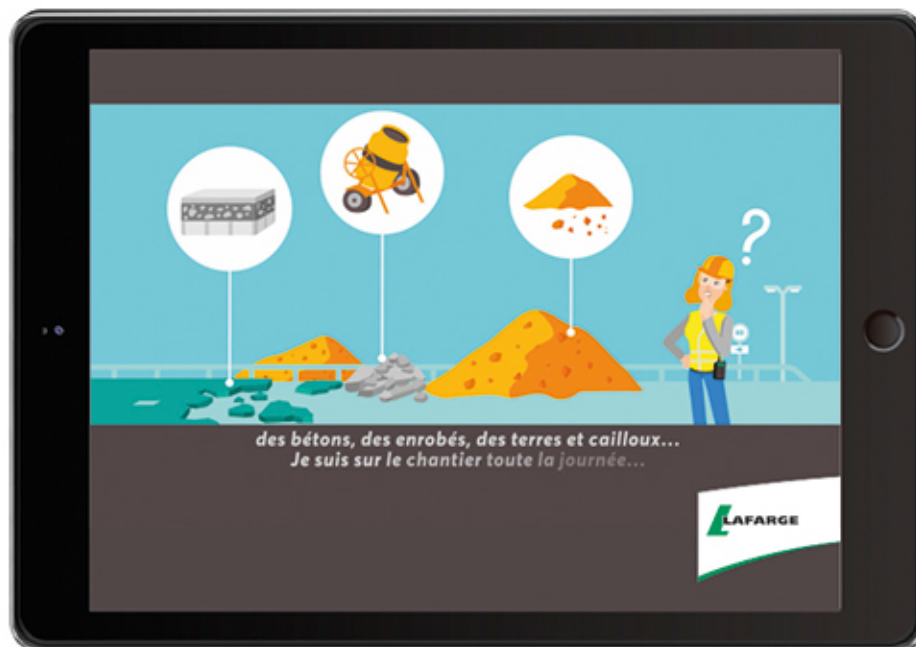 ?
des bétons, des enrobés, des terres et cailloux...
Je suis sur le chantier toute la journée...
LAFARGE